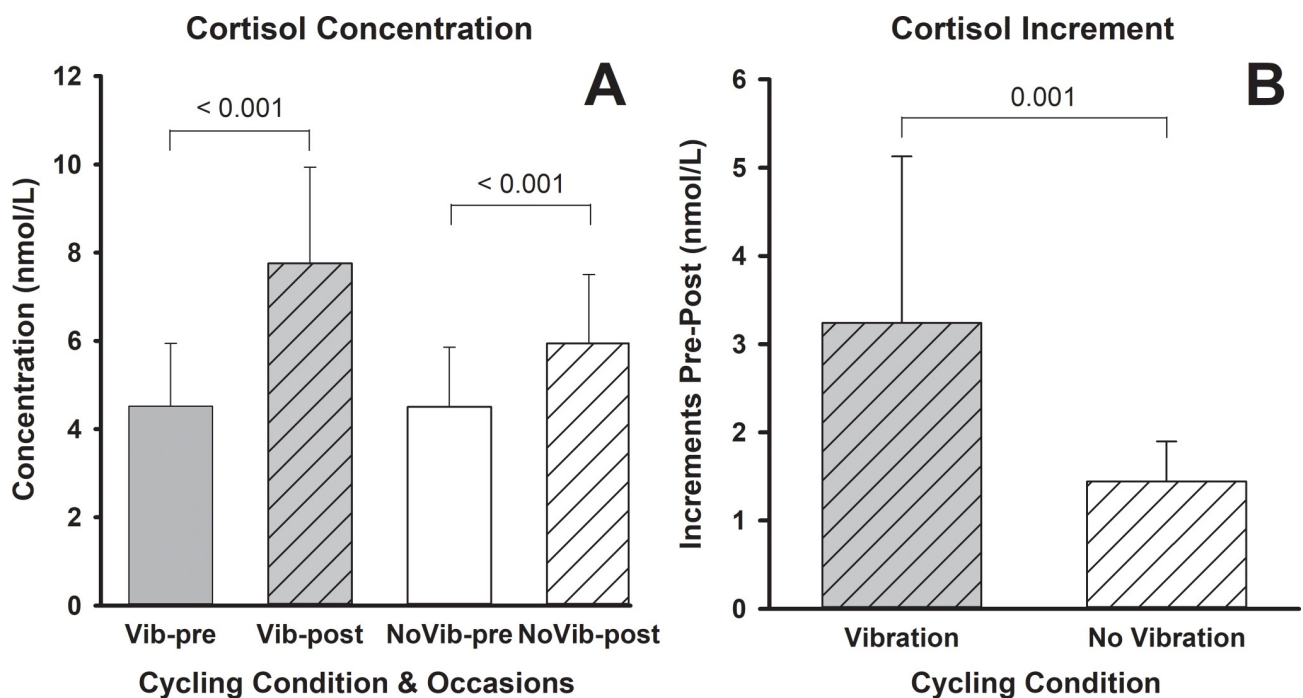 Cortisol Concentration
A
12
10
8
6
4
2
0
Concentration (nmol/L)
< 0.001
< 0.001
Vib-pre
Vib-post
NoVib-pre
NoVib-post
Cycling Condition & Occasions
Cortisol Increment
B
6
5
4
3
2
1
0
Increments Pre-Post (nmol/L)
0.001
Vibration
No Vibration
Cycling Condition